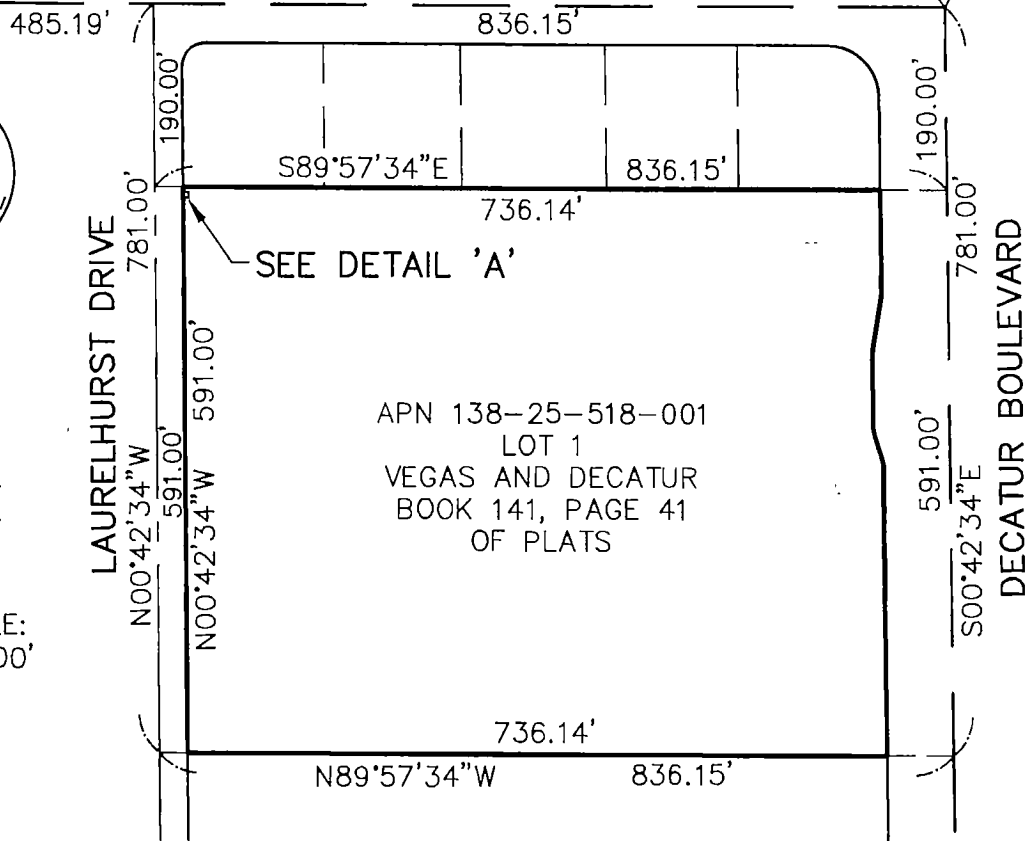 485.19'
836.15'
190.00'
190.00'
S89°57'34"E
836.15'
736.14'
SEE DETAIL 'A'
LAURELHURST DRIVE
781.00'
781.00'
DECATUR BOULEVARD
591.00'
APN 138-25-518-001
LOT 1
VEGAS AND DECATUR
BOOK 141, PAGE 41
OF PLATS
N00°42'34"W
591.00'
N00°42'34"W
591.00'
S00°42'34"E
E:
00'
736.14'
N89°57'34"W
836.15'